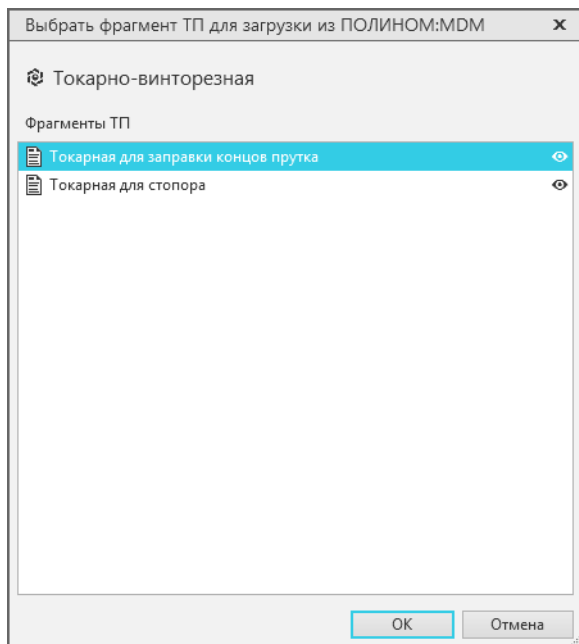 Выбрать фрагмент ТП для загрузки из ПОЛИНОМ:MDM
Токарно-винторезная
Фрагменты ТП
Токарная для заправки концов прутка
Токарная для стопора
ОК Отмена